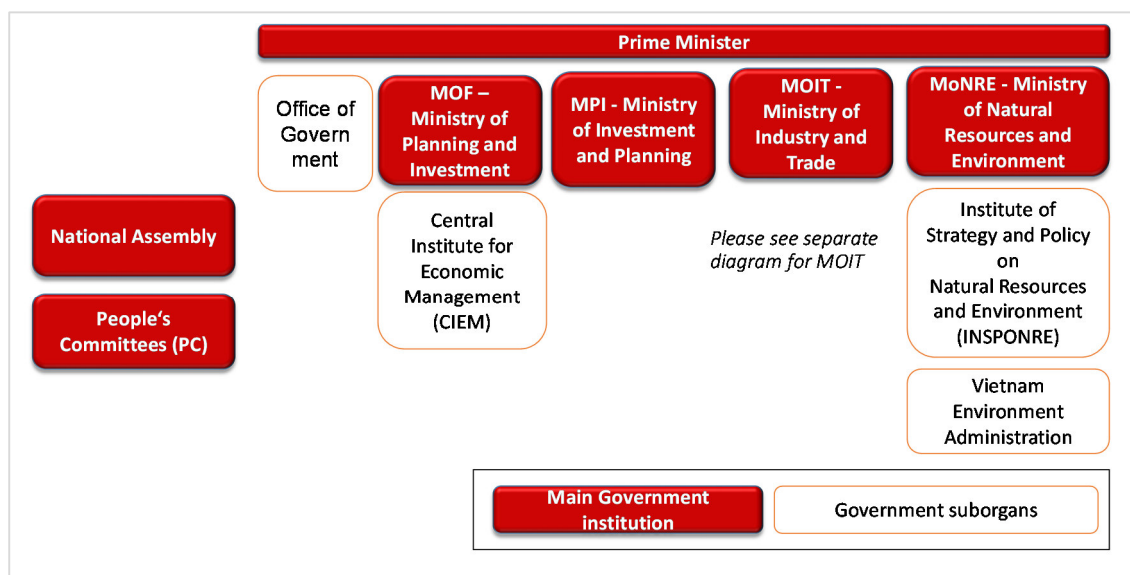 Prime Minister
Office of
Govern
ment
MOF –
Ministry of
Planning and
Investment
MPI - Ministry
of Investment
and Planning
MOIT -
Ministry of
Industry and
Trade
MoNRE - Ministry
of Natural
Resources and
Environment
National Assembly
People‘s
Committees (PC)
Central
Institute for
Economic
Management
(CIEM)
Please see separate
diagram for MOIT
Institute of
Strategy and Policy
on
Natural Resources
and Environment
(INSPONRE)
Vietnam
Environment
Administration
Main Government
institution
Government suborgans